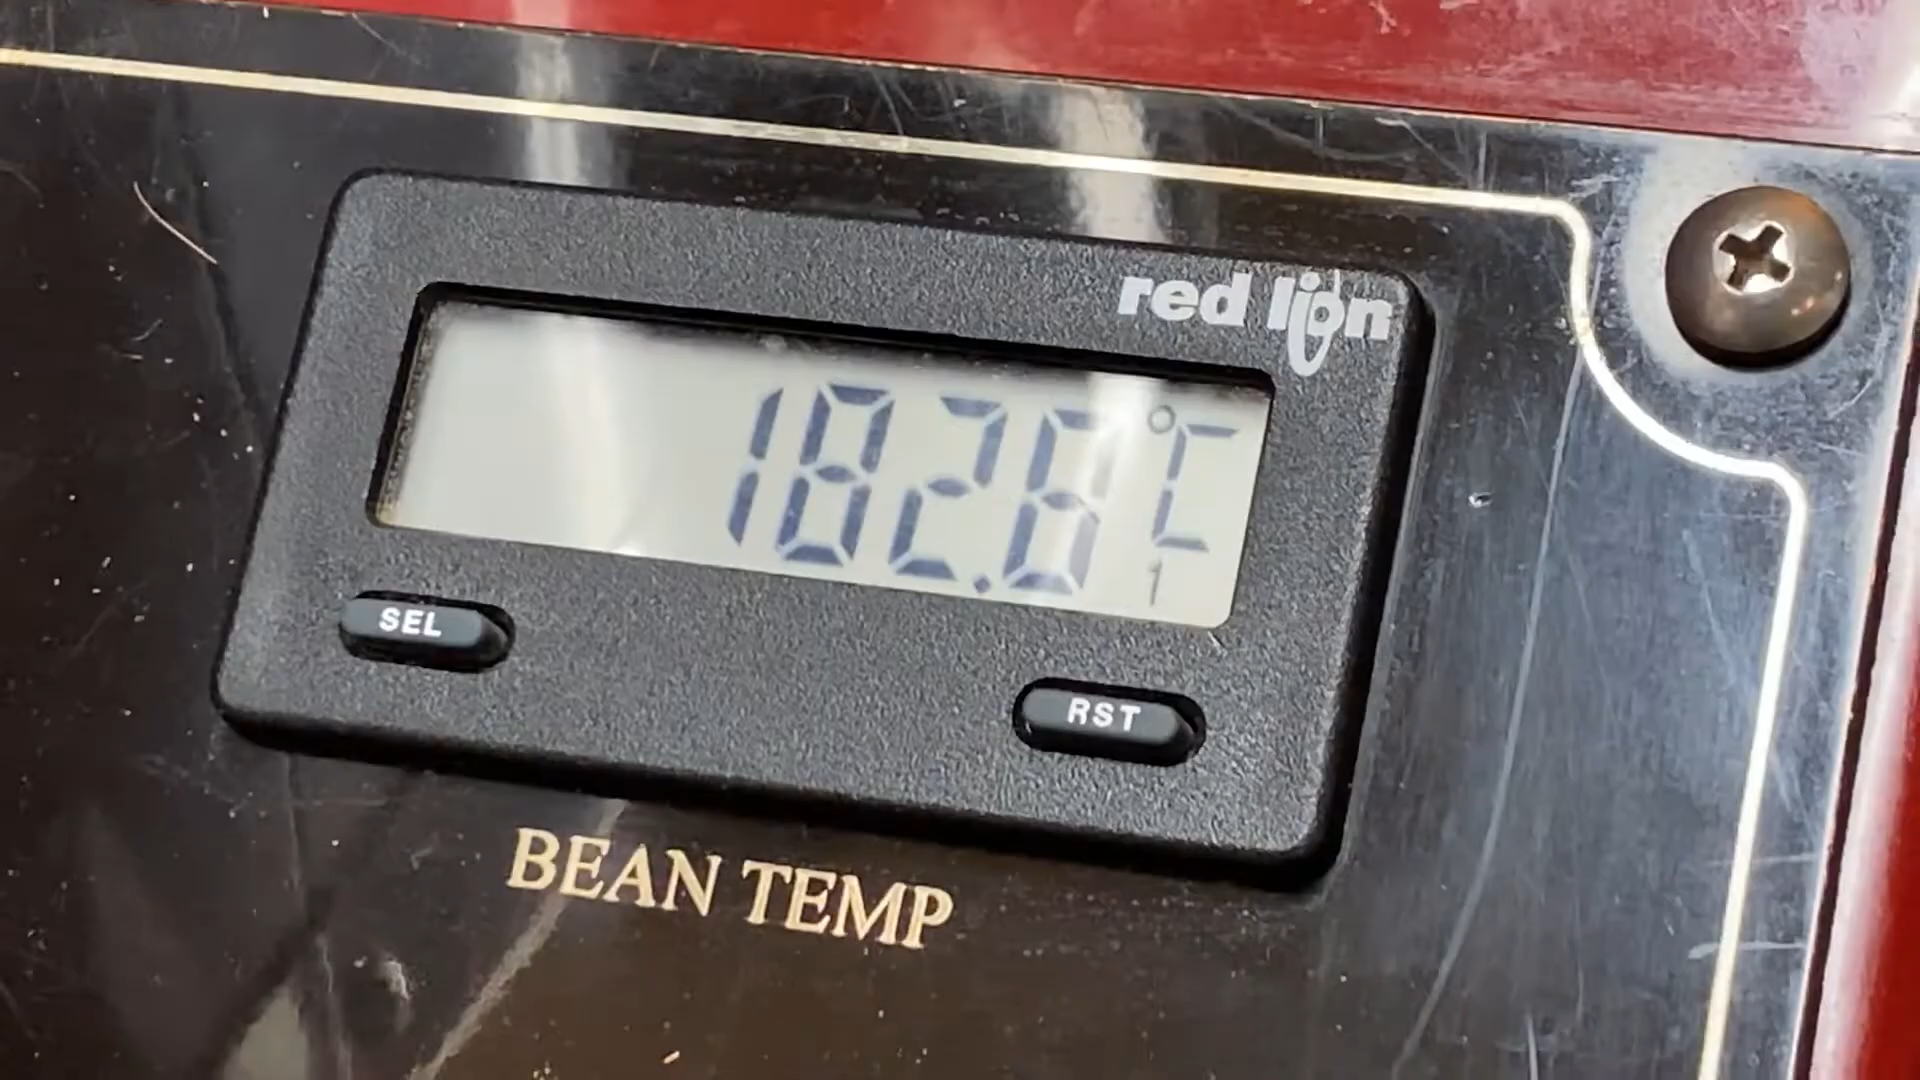 red lion
182.6°C
1
SEL
RST
BEAN TEMP